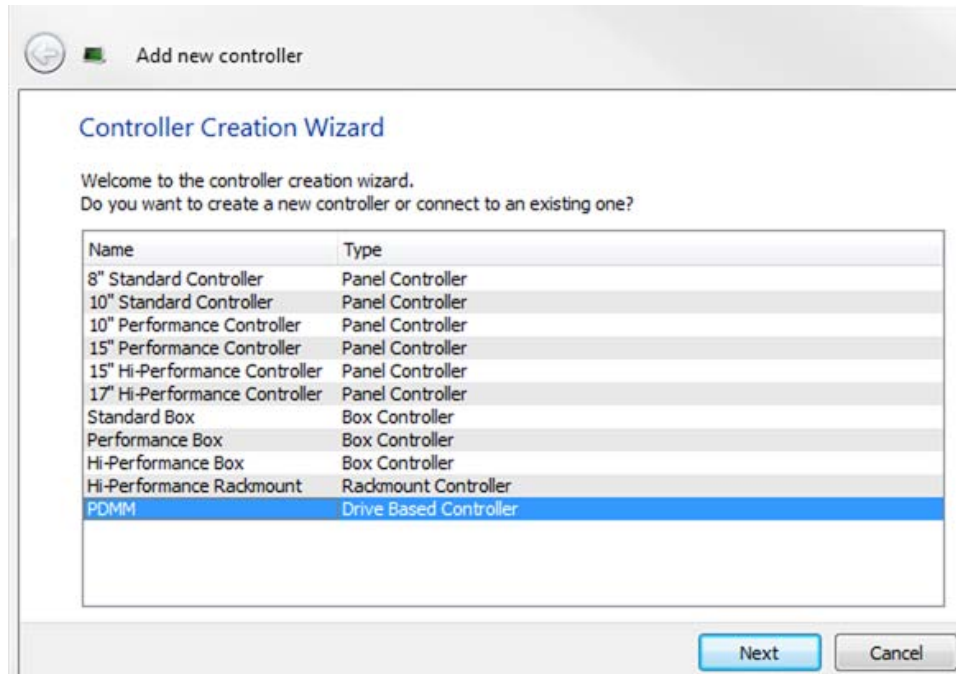 Add new controller
Controller Creation Wizard
Welcome to the controller creation wizard.
Do you want to create a new controller or connect to an existing one?
Name Type
8" Standard Controller Panel Controller
10" Standard Controller Panel Controller
10" Performance Controller Panel Controller
15" Performance Controller Panel Controller
15" Hi-Performance Controller Panel Controller
17" Hi-Performance Controller Panel Controller
Standard Box Box Controller
Performance Box Box Controller
Hi-Performance Box Box Controller
Hi-Performance Rackmount Rackmount Controller
PDMM Drive Based Controller
Next Cancel